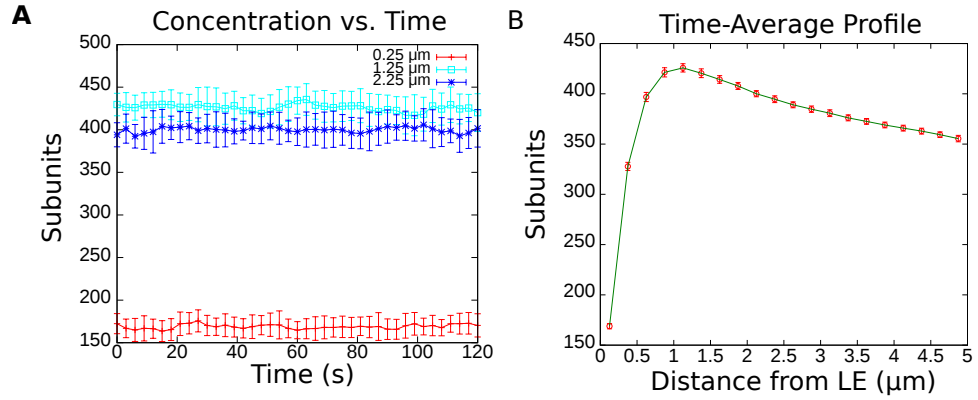 A
Concentration vs. Time
500
450
400
350
300
250
200
150
Subunits
0.25 µm
1.25 µm
2.25 µm
0 20 40 60 80 100 120
Time (s)
B
Time-Average Profile
450
400
350
300
250
200
150
Subunits
0 0.5 1 1.5 2 2.5 3 3.5 4 4.5 5
Distance from LE (µm)